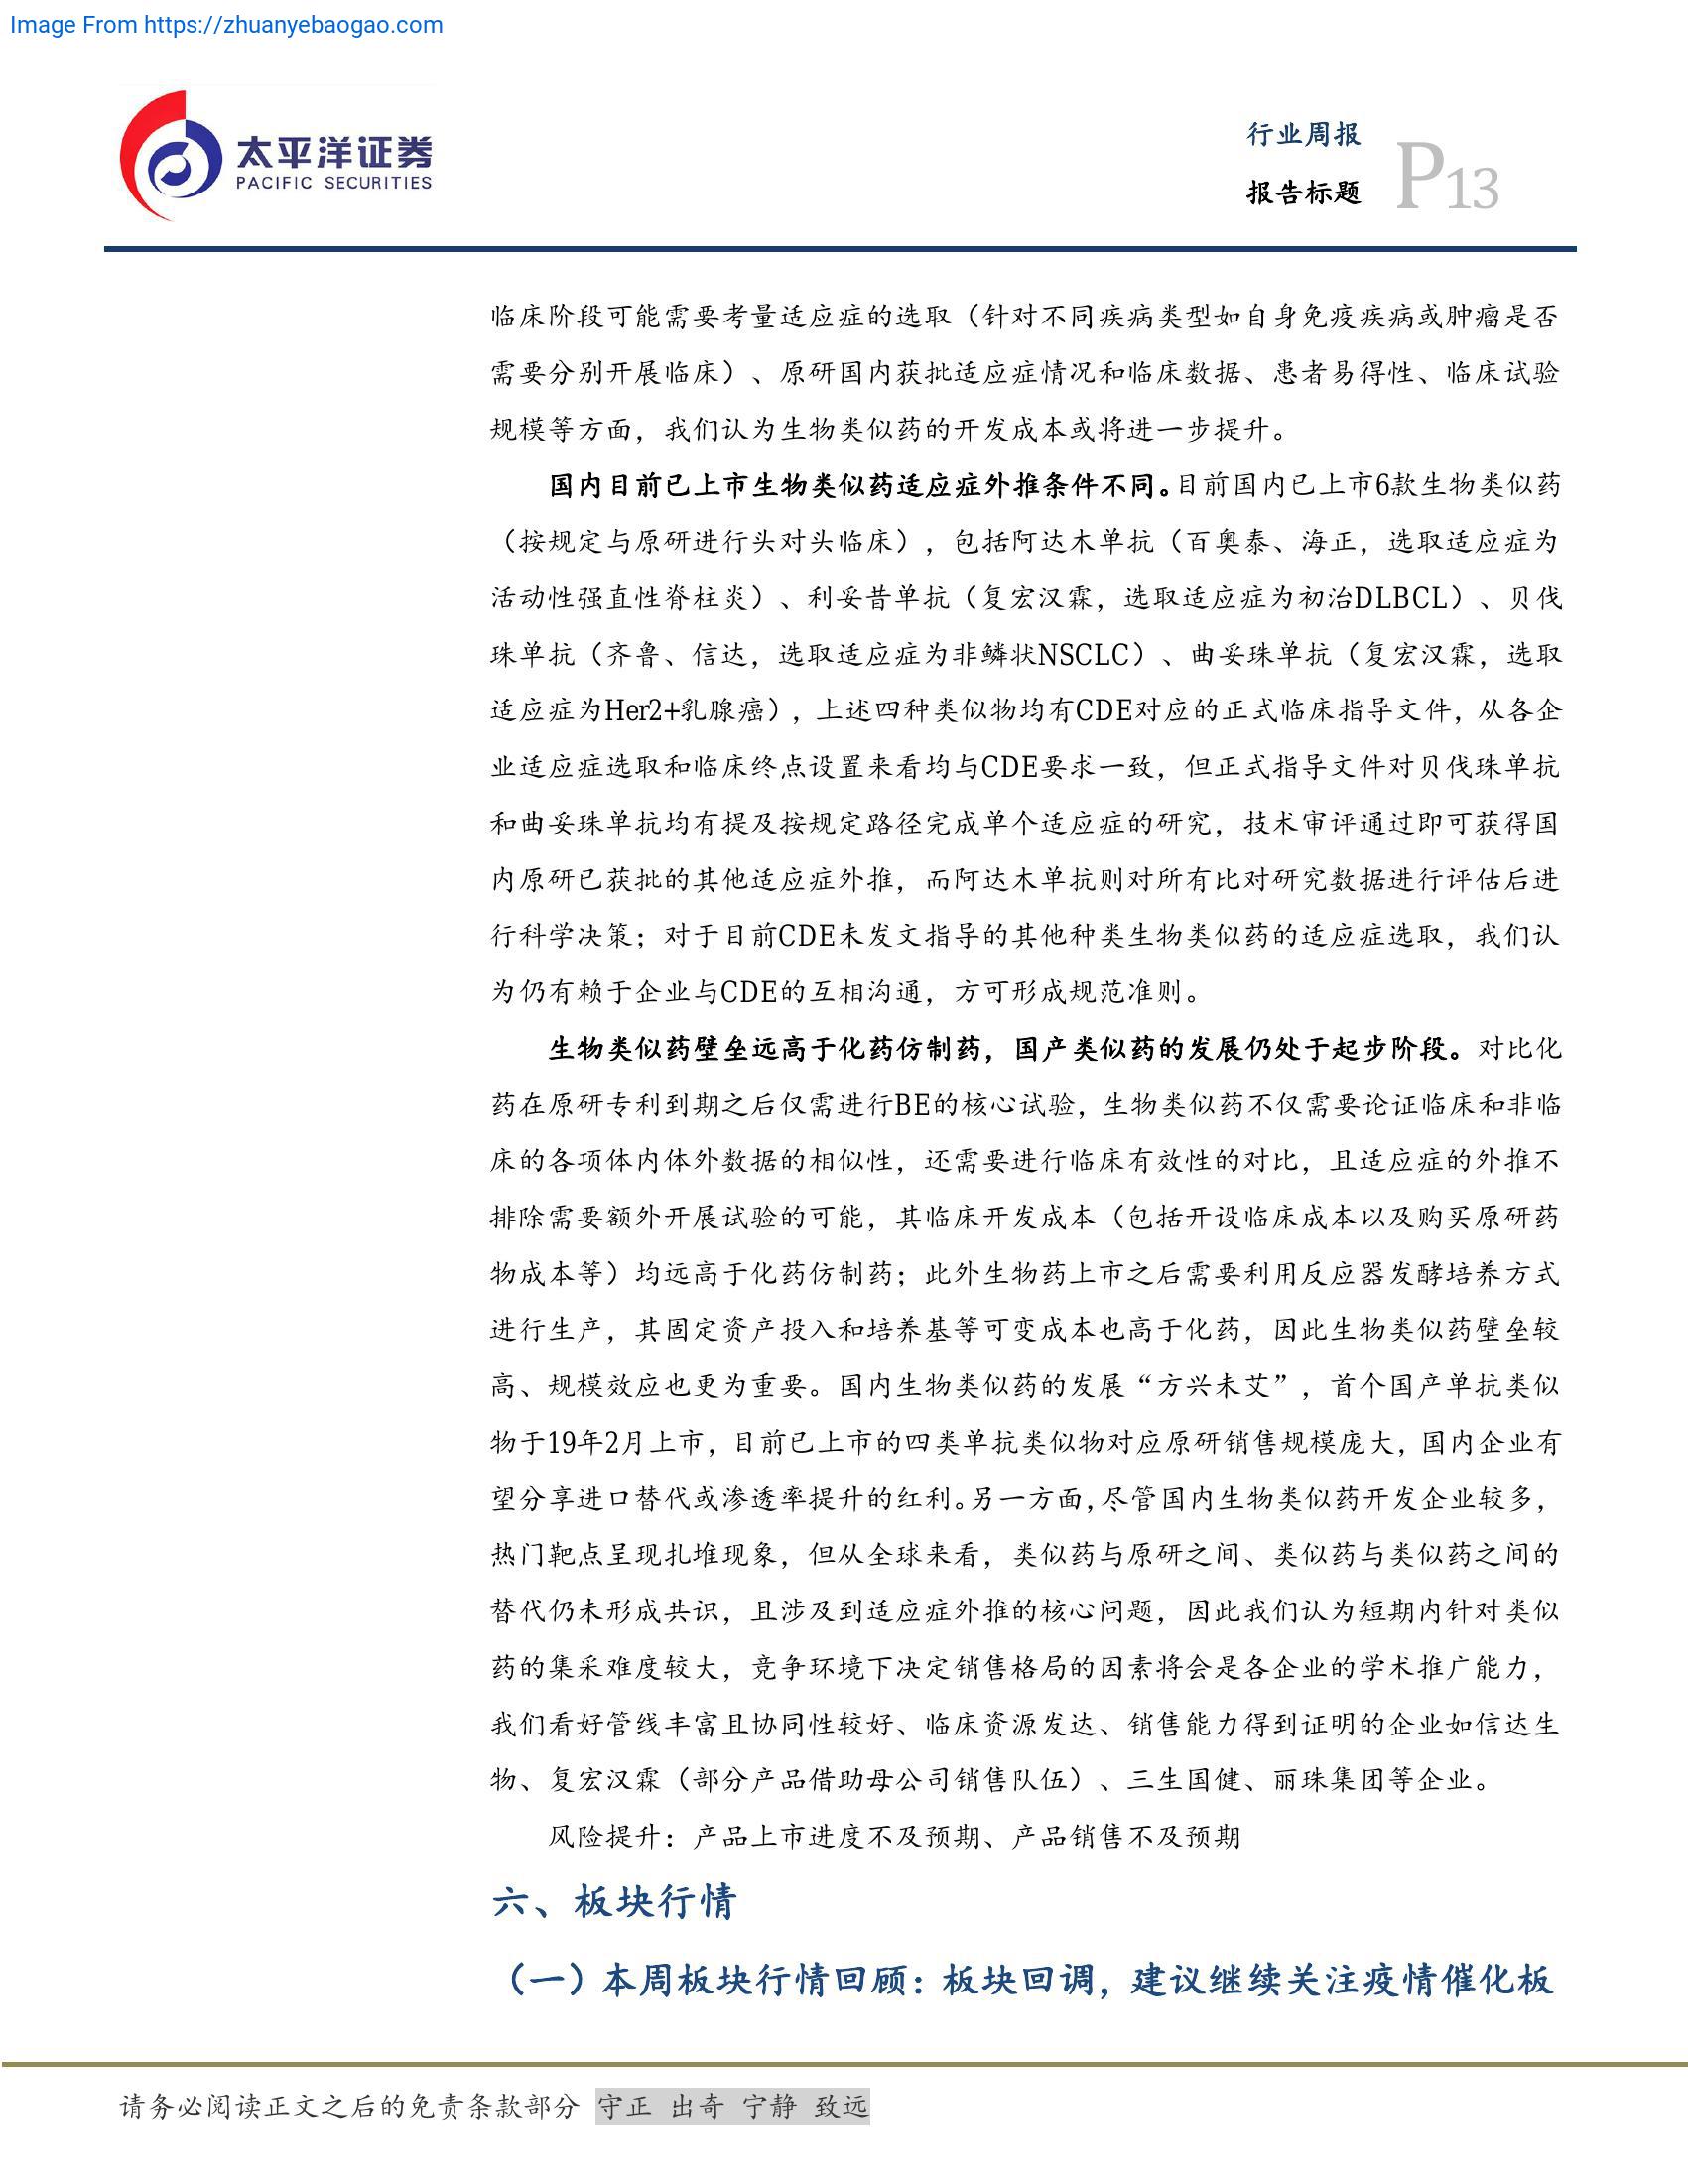 Image From https://zhuanyebaogao.com
太平洋证券
PACIFIC SECURITIES
行业周报
报告标题
P13
临床阶段可能需要考量适应症的选取（针对不同疾病类型如自身免疫疾病或肿瘤是否
需要分别开展临床）、原研国内获批适应症情况和临床数据、患者易得性、临床试验
规模等方面，我们认为生物类似药的开发成本或将进一步提升。
国内目前已上市生物类似药适应症外推条件不同。目前国内已上市6款生物类似药
（按规定与原研进行头对头临床），包括阿达木单抗（百奥泰、海正，选取适应症为
活动性强直性脊柱炎）、利妥昔单抗（复宏汉霖，选取适应症为初治DLBCL）、贝伐
珠单抗（齐鲁、信达，选取适应症为非鳞状NSCLC）、曲妥珠单抗（复宏汉霖，选取
适应症为Her2+乳腺癌），上述四种类似物均有CDE对应的正式临床指导文件，从各企
业适应症选取和临床终点设置来看均与CDE要求一致，但正式指导文件对贝伐珠单抗
和曲妥珠单抗均有提及按规定路径完成单个适应症的研究，技术审评通过即可获得国
内原研已获批的其他适应症外推，而阿达木单抗则对所有比对研究数据进行评估后进
行科学决策；对于目前CDE未发文指导的其他种类生物类似药的适应症选取，我们认
为仍有赖于企业与CDE的互相沟通，方可形成规范准则。
生物类似药壁垒远高于化药仿制药，国产类似药的发展仍处于起步阶段。对比化
药在原研专利到期之后仅需进行BE的核心试验，生物类似药不仅需要论证临床和非临
床的各项体内体外数据的相似性，还需要进行临床有效性的对比，且适应症的外推不
排除需要额外开展试验的可能，其临床开发成本（包括开设临床成本以及购买原研药
物成本等）均远高于化药仿制药；此外生物药上市之后需要利用反应器发酵培养方式
进行生产，其固定资产投入和培养基等可变成本也高于化药，因此生物类似药壁垒较
高、规模效应也更为重要。国内生物类似药的发展“方兴未艾”，首个国产单抗类似
物于19年2月上市，目前已上市的四类单抗类似物对应原研销售规模庞大，国内企业有
望分享进口替代或渗透率提升的红利。另一方面，尽管国内生物类似药开发企业较多，
热门靶点呈现扎堆现象，但从全球来看，类似药与原研之间、类似药与类似药之间的
替代仍未形成共识，且涉及到适应症外推的核心问题，因此我们认为短期内针对类似
药的集采难度较大，竞争环境下决定销售格局的因素将会是各企业的学术推广能力，
我们看好管线丰富且协同性较好、临床资源发达、销售能力得到证明的企业如信达生
物、复宏汉霖（部分产品借助母公司销售队伍）、三生国健、丽珠集团等企业。
风险提升：产品上市进度不及预期、产品销售不及预期
六、板块行情
（一）本周板块行情回顾：板块回调，建议继续关注疫情催化板
请务必阅读正文之后的免责条款部分 守正 出奇 宁静 致远